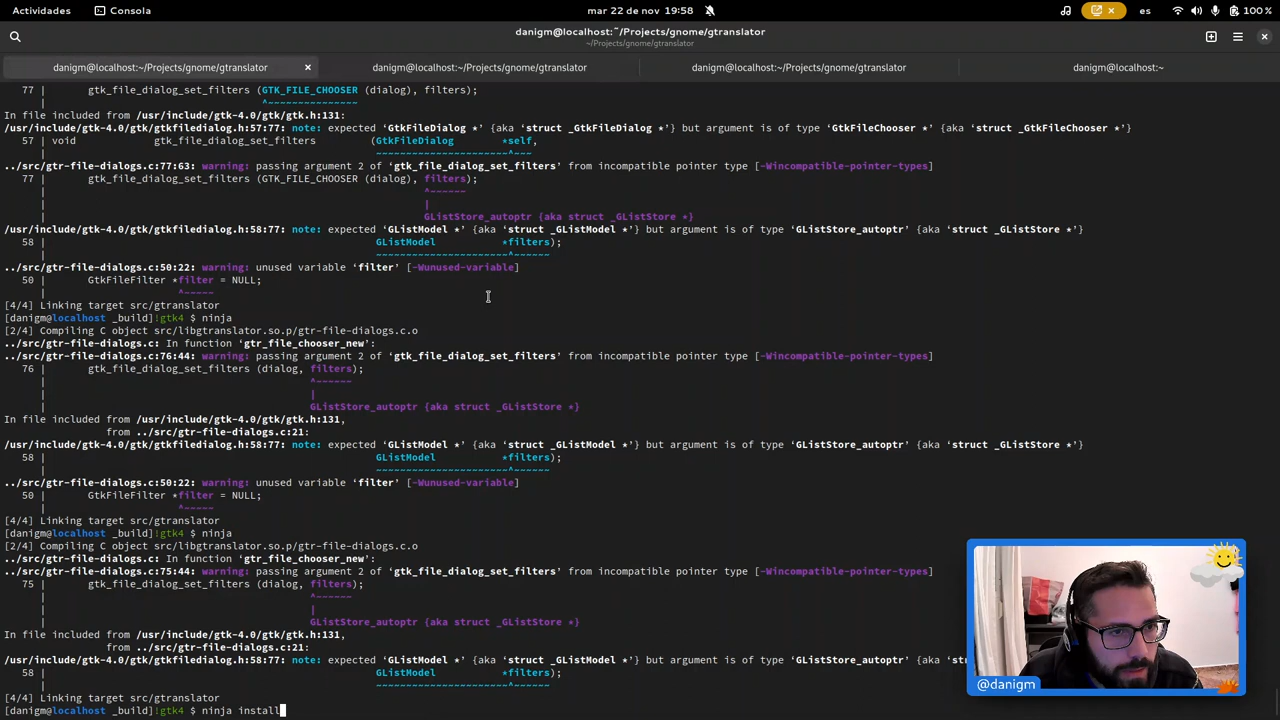 Actividades
Consola
mar 22 de nov 19:58
es
100 %
danigm@localhost:~/Projects/gnome/gtranslator
~/Projects/gnome/gtranslator
danigm@localhost:~/Projects/gnome/gtranslator
danigm@localhost:~/Projects/gnome/gtranslator
danigm@localhost:~/Projects/gnome/gtranslator
danigm@localhost:~
77 | gtk_file_dialog_set_filters (GTK_FILE_CHOOSER (dialog), filters);
| ^~~~~~~~~~~~~~~~
In file included from /usr/include/gtk-4.0/gtk/gtk.h:131:
/usr/include/gtk-4.0/gtk/gtkfiledialog.h:57:77: note: expected ‘GtkFileDialog *’ {aka ‘struct _GtkFileDialog *’} but argument is of type ‘GtkFileChooser *’ {aka ‘struct _GtkFileChooser *’}
57 | void gtk_file_dialog_set_filters (GtkFileDialog *self,
| ~~~~~~~~~~~~~~~~~~~~~^~~~
../src/gtr-file-dialogs.c:77:63: warning: passing argument 2 of ‘gtk_file_dialog_set_filters’ from incompatible pointer type [-Wincompatible-pointer-types]
77 | gtk_file_dialog_set_filters (GTK_FILE_CHOOSER (dialog), filters);
| ^~~~~~~
| |
| GListStore_autoptr {aka struct _GListStore *}
/usr/include/gtk-4.0/gtk/gtkfiledialog.h:58:77: note: expected ‘GListModel *’ {aka ‘struct _GListModel *’} but argument is of type ‘GListStore_autoptr’ {aka ‘struct _GListStore *’}
58 | GListModel *filters);
| ~~~~~~~~~~~~~~~~~~~~~^~~~~~~
../src/gtr-file-dialogs.c:50:22: warning: unused variable ‘filter’ [-Wunused-variable]
50 | GtkFileFilter *filter = NULL;
| ^~~~~~
[4/4] Linking target src/gtranslator
[danigm@localhost _build]!gtk4 $ ninja
[2/4] Compiling C object src/libgtranslator.so.p/gtr-file-dialogs.c.o
../src/gtr-file-dialogs.c: In function ‘gtr_file_chooser_new’:
../src/gtr-file-dialogs.c:76:44: warning: passing argument 2 of ‘gtk_file_dialog_set_filters’ from incompatible pointer type [-Wincompatible-pointer-types]
76 | gtk_file_dialog_set_filters (dialog, filters);
| ^~~~~~~
| |
| GListStore_autoptr {aka struct _GListStore *}
In file included from /usr/include/gtk-4.0/gtk/gtk.h:131,
from ../src/gtr-file-dialogs.c:21:
/usr/include/gtk-4.0/gtk/gtkfiledialog.h:58:77: note: expected ‘GListModel *’ {aka ‘struct _GListModel *’} but argument is of type ‘GListStore_autoptr’ {aka ‘struct _GListStore *’}
58 | GListModel *filters);
| ~~~~~~~~~~~~~~~~~~~~~^~~~~~~
../src/gtr-file-dialogs.c:50:22: warning: unused variable ‘filter’ [-Wunused-variable]
50 | GtkFileFilter *filter = NULL;
| ^~~~~~
[4/4] Linking target src/gtranslator
[danigm@localhost _build]!gtk4 $ ninja
[2/4] Compiling C object src/libgtranslator.so.p/gtr-file-dialogs.c.o
../src/gtr-file-dialogs.c: In function ‘gtr_file_chooser_new’:
../src/gtr-file-dialogs.c:75:44: warning: passing argument 2 of ‘gtk_file_dialog_set_filters’ from incompatible pointer type [-Wincompatible-pointer-types]
75 | gtk_file_dialog_set_filters (dialog, filters);
| ^~~~~~~
| |
| GListStore_autoptr {aka struct _GListStore *}
In file included from /usr/include/gtk-4.0/gtk/gtk.h:131,
from ../src/gtr-file-dialogs.c:21:
/usr/include/gtk-4.0/gtk/gtkfiledialog.h:58:77: note: expected ‘GListModel *’ {aka ‘struct _GListModel *’} but argument is of type ‘GListStore_autoptr’ {aka ‘struct _GL
58 | GListModel *filters);
| ~~~~~~~~~~~~~~~~~~~~~^~~~~~~
[4/4] Linking target src/gtranslator
[danigm@localhost _build]!gtk4 $ ninja install
@danigm